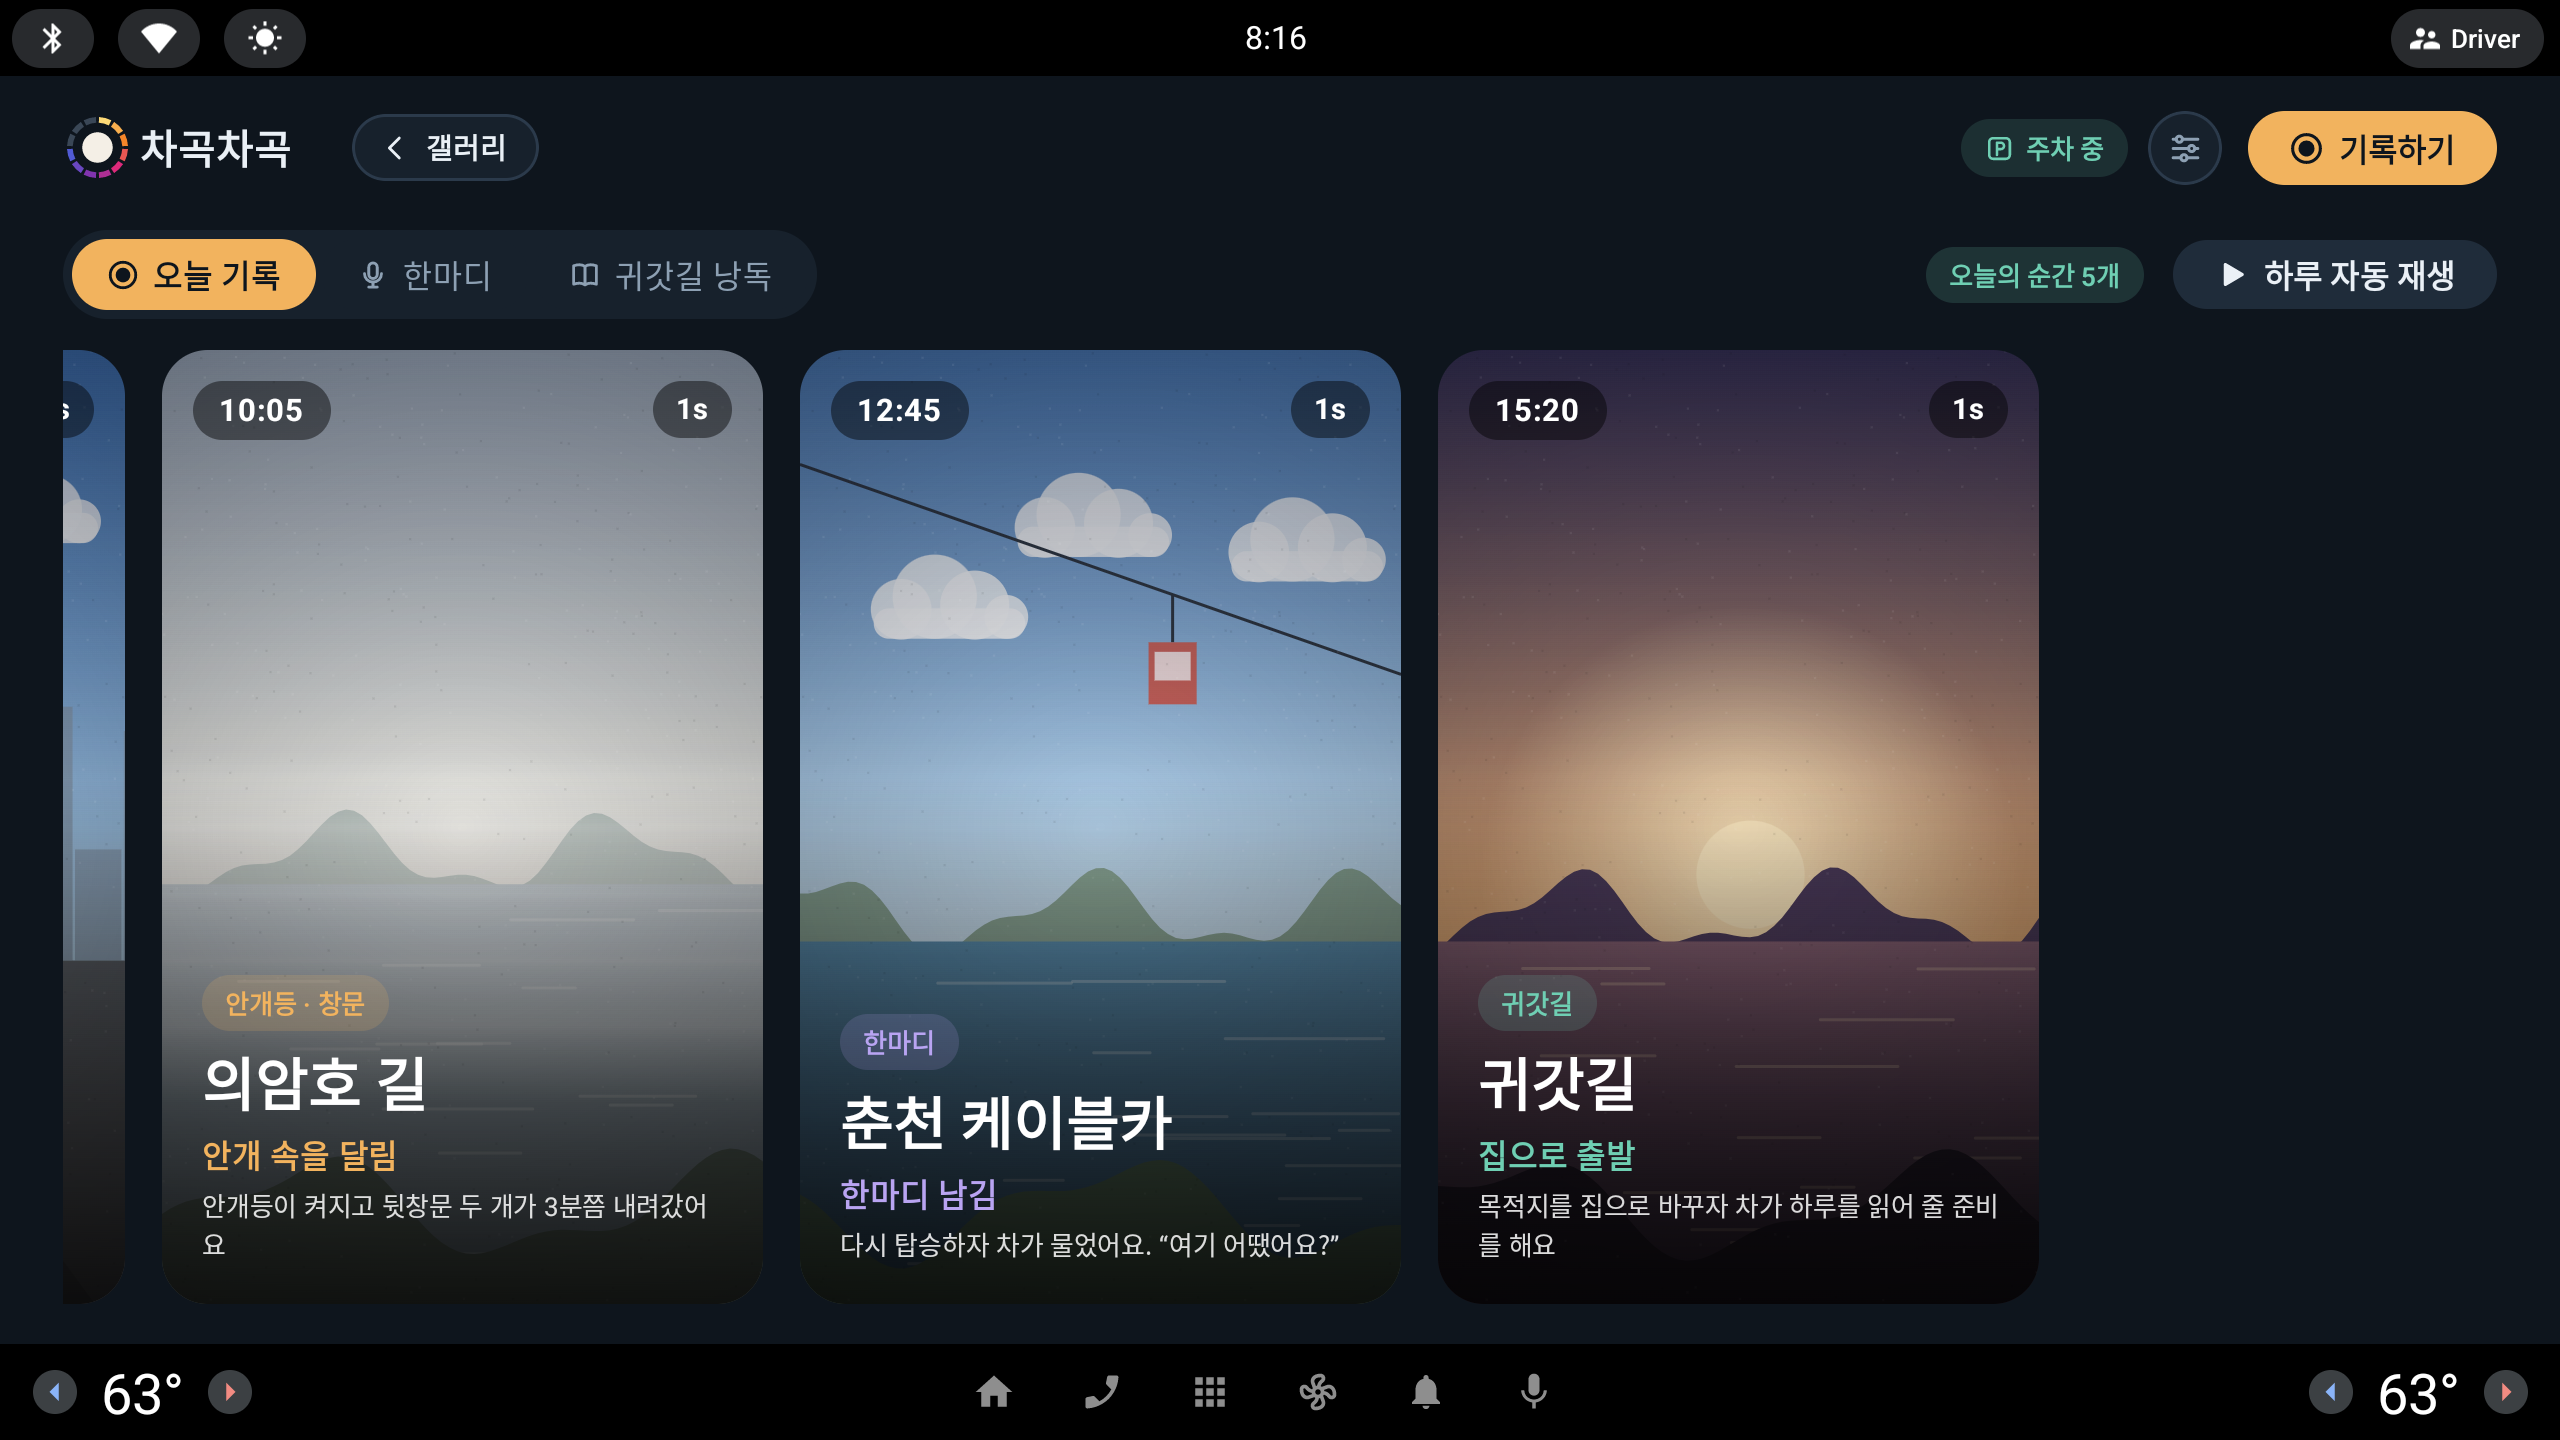 8:16
Driver
차곡차곡
갤러리
주차 중
기록하기
오늘 기록
한마디
귀갓길 낭독
오늘의 순간 5개
하루 자동 재생
s
10:05
1s
안개등 · 창문
의암호 길
안개 속을 달림
안개등이 켜지고 뒷창문 두 개가 3분쯤 내려갔어
요
12:45
1s
한마디
춘천 케이블카
한마디 남김
다시 탑승하자 차가 물었어요. “여기 어땠어요?”
15:20
1s
귀갓길
귀갓길
집으로 출발
목적지를 집으로 바꾸자 차가 하루를 읽어 줄 준비
를 해요
63°
63°